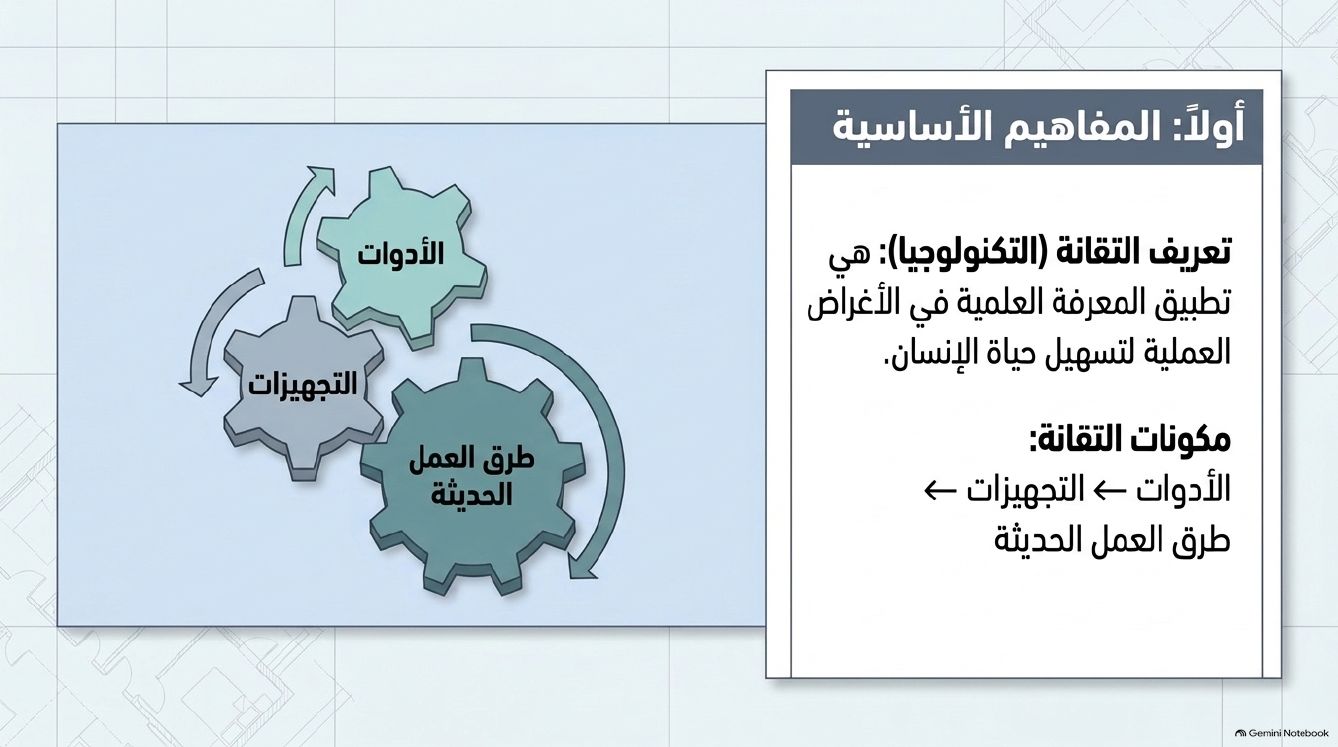 أولاً: المفاهيم الأساسية
تعريف التقانة (التكنولوجيا): هي
تطبيق المعرفة العلمية في الأغراض
العملية لتسهيل حياة الإنسان.
مكونات التقانة:
الأدوات ← التجهيزات ←
طرق العمل الحديثة
الأدوات
التجهيزات
طرق العمل
الحديثة
Gemini Notebook